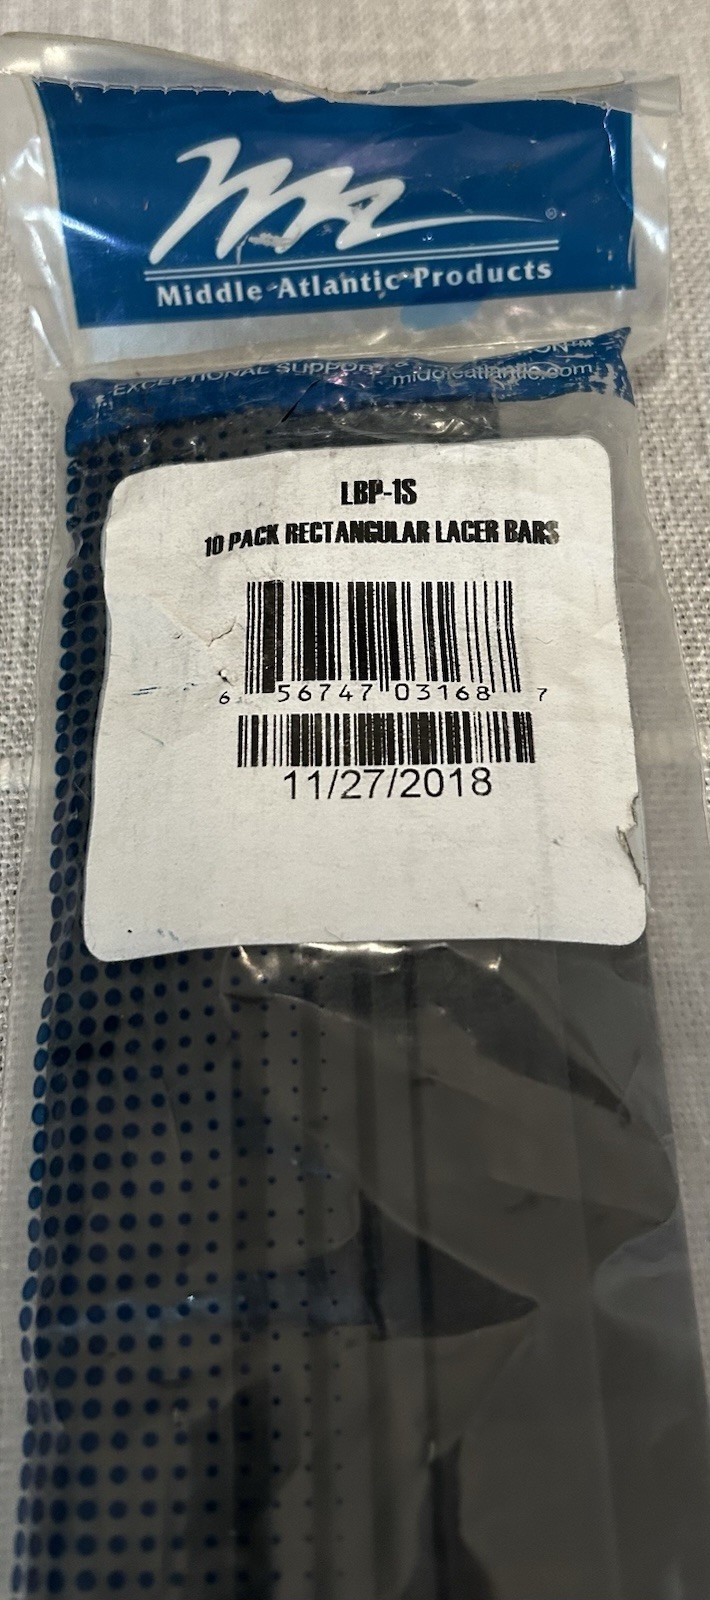 ®
Middle Atlantic Products
EXCEPTIONAL SUPPORT &
middleatlantic.com
LBP-1S
10 PACK RECTANGULAR LACER BARS
6 56747 03168 7
11/27/2018